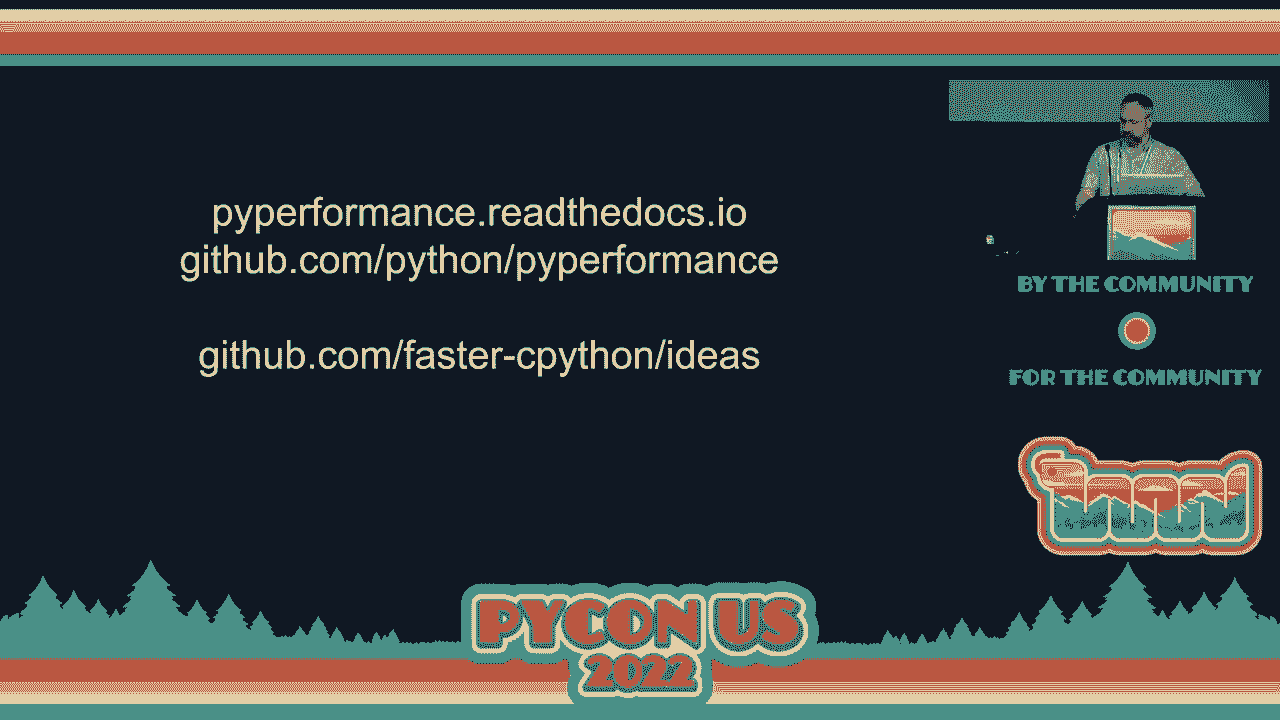 pyperformance.readthedocs.io
github.com/python/pyperformance
github.com/faster-cpython/ideas
BY THE COMMUNITY
FOR THE COMMUNITY
PYCON US
2022